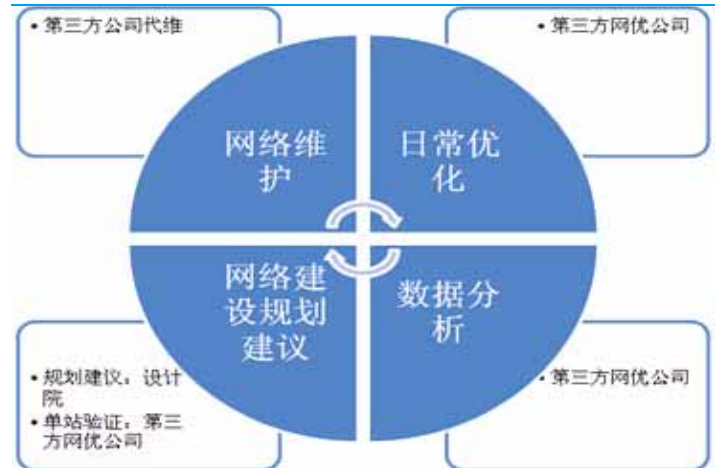 • 第三方公司代维
• 第三方网优公司
网络维
护
日常优
化
网络建
设规划
建议
数据分
析
• 规划建议：设计
院
• 单站验证：第三
方网优公司
• 第三方网优公司